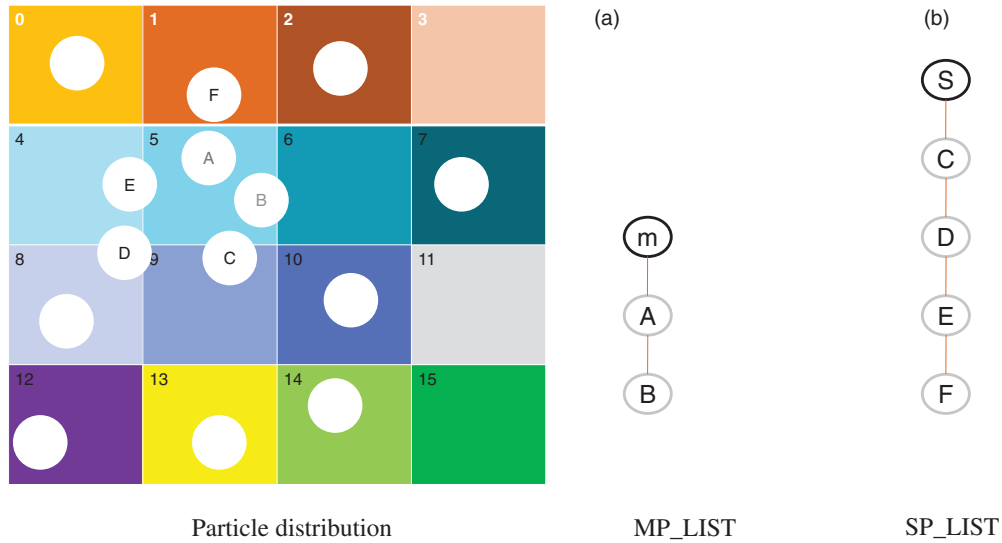 0 1 2 3 (a) (b)
S
F
4 5 6 7
A
C
E
B
m D
D C
8 9 10 11
A E
12 13 14 15
B F
Particle distribution MP_LIST SP_LIST